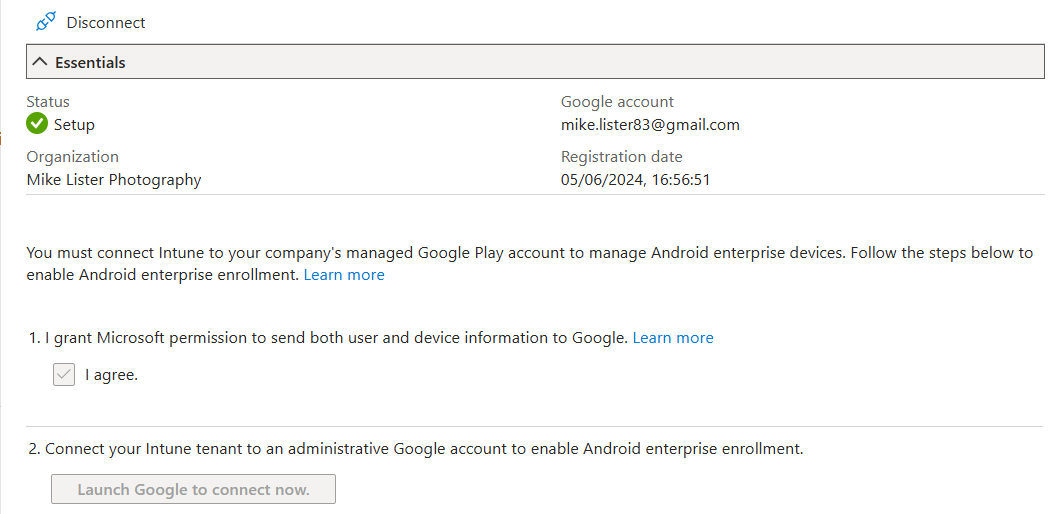 Disconnect
Essentials
Status
Setup
Google account
mike.lister83@gmail.com
Organization
Mike Lister Photography
Registration date
05/06/2024, 16:56:51
You must connect Intune to your company's managed Google Play account to manage Android enterprise devices. Follow the steps below to
enable Android enterprise enrollment. Learn more
1. I grant Microsoft permission to send both user and device information to Google. Learn more
I agree.
2. Connect your Intune tenant to an administrative Google account to enable Android enterprise enrollment.
Launch Google to connect now.